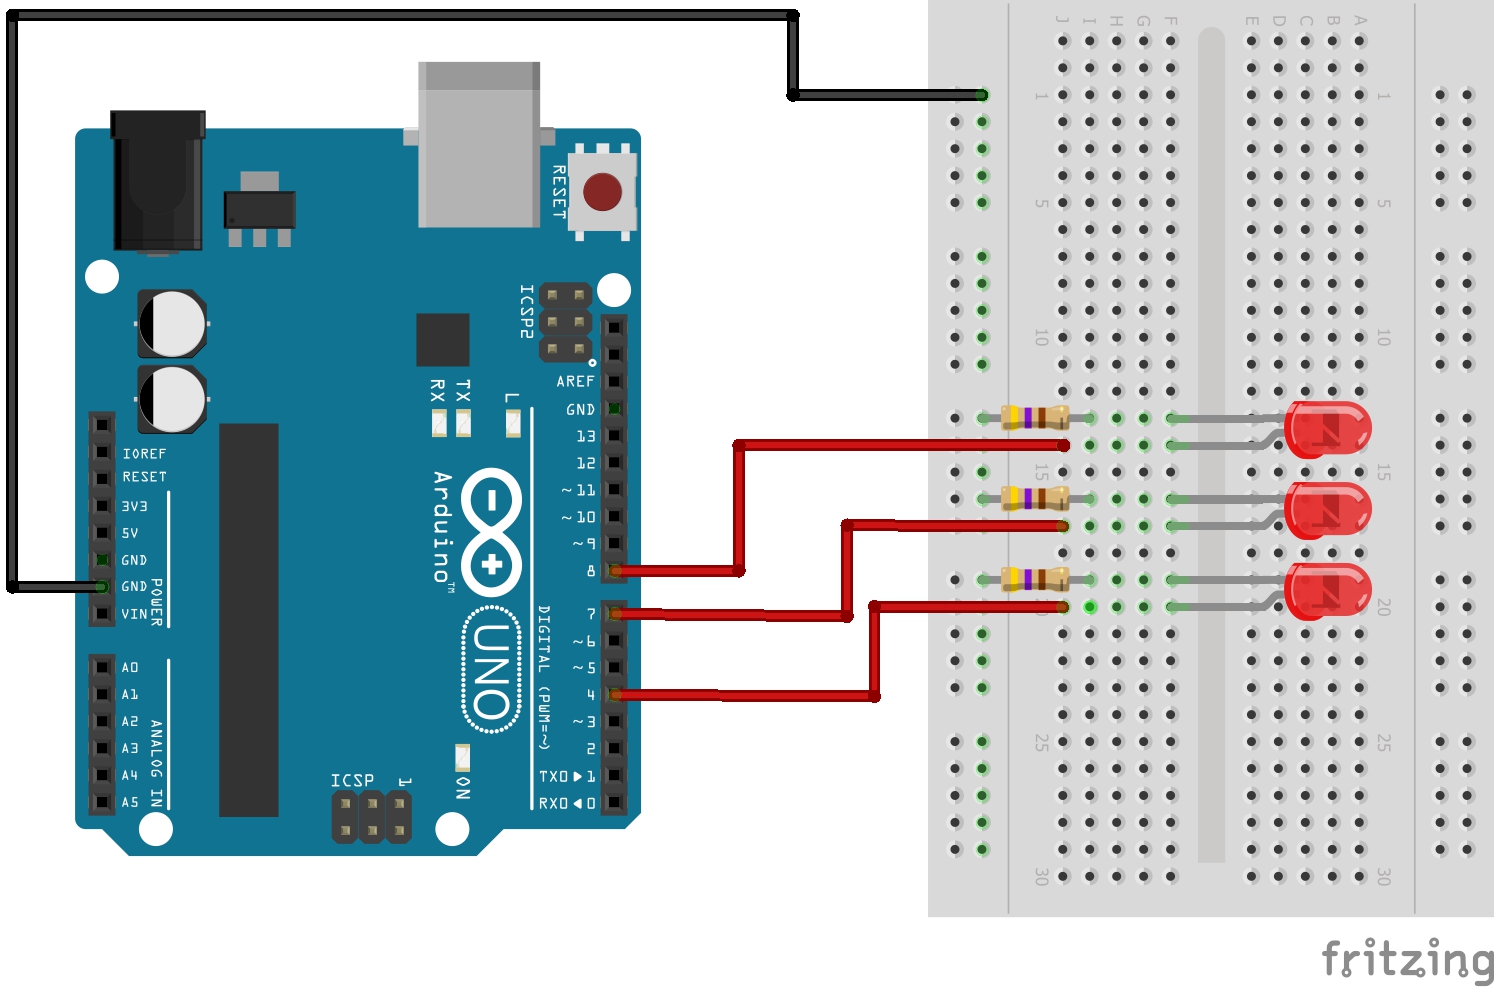 J I H G F E D C B A
1 1
5 5
10 10
15 15
20
25 25
30 30
RESET
ICSP2
AREF
GND
13
12
~11
~10
~9
8
7
~6
~5
4
~3
2
TX0▶1
RX0◀0
DIGITAL (PWM=~)
RX
TX
L
Arduino™
UNO
ON
ICSP
1
IOREF
RESET
3V3
5V
GND
GND
VIN
POWER
A0
A1
A2
A3
A4
A5
ANALOG IN
fritzing